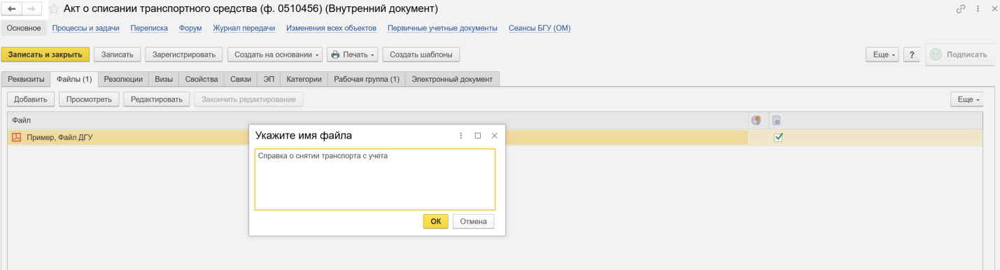 Акт о списании транспортного средства (ф. 0510456) (Внутренний документ)
Основное Процессы и задачи Переписка Форум Журнал передачи Изменения всех объектов Первичные учетные документы Сеансы БГУ (ОМ)
Записать и закрыть Записать Зарегистрировать Создать на основании Печать Создать шаблоны Еще ? Подписать
Реквизиты Файлы (1) Резолюции Визы Свойства Связи ЭП Категории Рабочая группа (1) Электронный документ
Добавить Просмотреть Редактировать Закончить редактирование Еще
Файл
Пример, Файл ДГУ
Укажите имя файла
Справка о снятии транспорта с учета
ОК Отмена